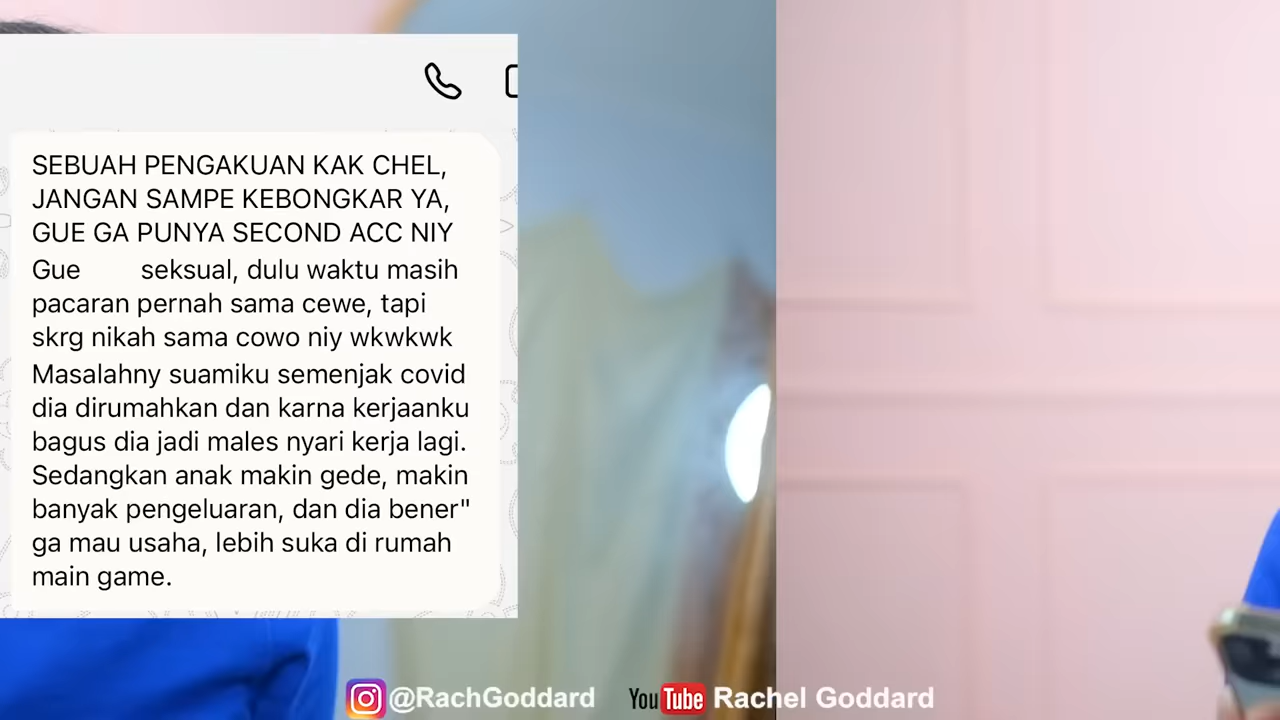 SEBUAH PENGAKUAN KAK CHEL,
JANGAN SAMPE KEBONGKAR YA,
GUE GA PUNYA SECOND ACC NIY
Gue seksual, dulu waktu masih
pacaran pernah sama cewe, tapi
skrg nikah sama cowo niy wkwkwk
Masalahny suamiku semenjak covid
dia dirumahkan dan karna kerjaanku
bagus dia jadi males nyari kerja lagi.
Sedangkan anak makin gede, makin
banyak pengeluaran, dan dia bener"
ga mau usaha, lebih suka di rumah
main game.
@RachGoddard YouTube Rachel Goddard